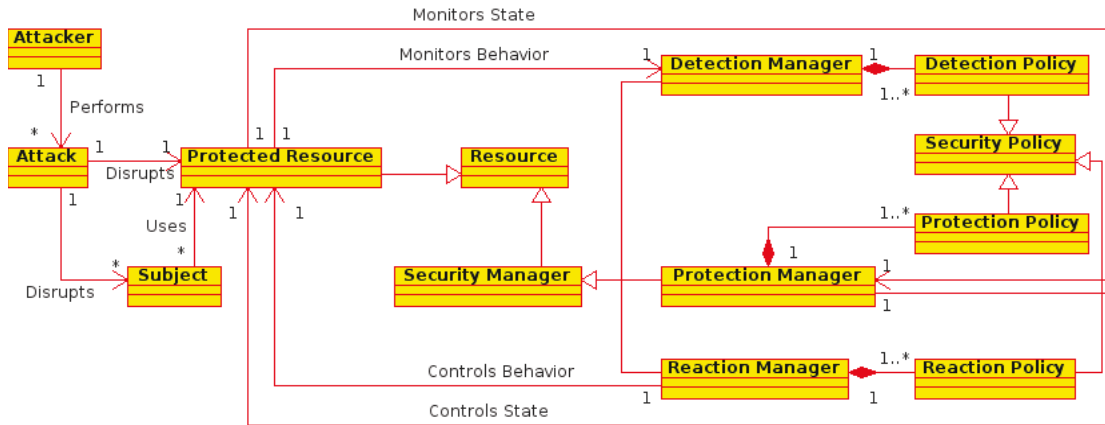 Monitors State
Attacker
Monitors Behavior
1
Detection Manager
1
Detection Policy
1
1..*
Performs
*
1
1
Security Policy
Attack
1
1
Protected Resource
Resource
Disrupts
1
1
1
1
1..*
Protection Policy
Uses
*
1
*
Subject
Security Manager
Protection Manager
1
Disrupts
1
Controls Behavior
Reaction Manager
1..*
Reaction Policy
1
1
Controls State